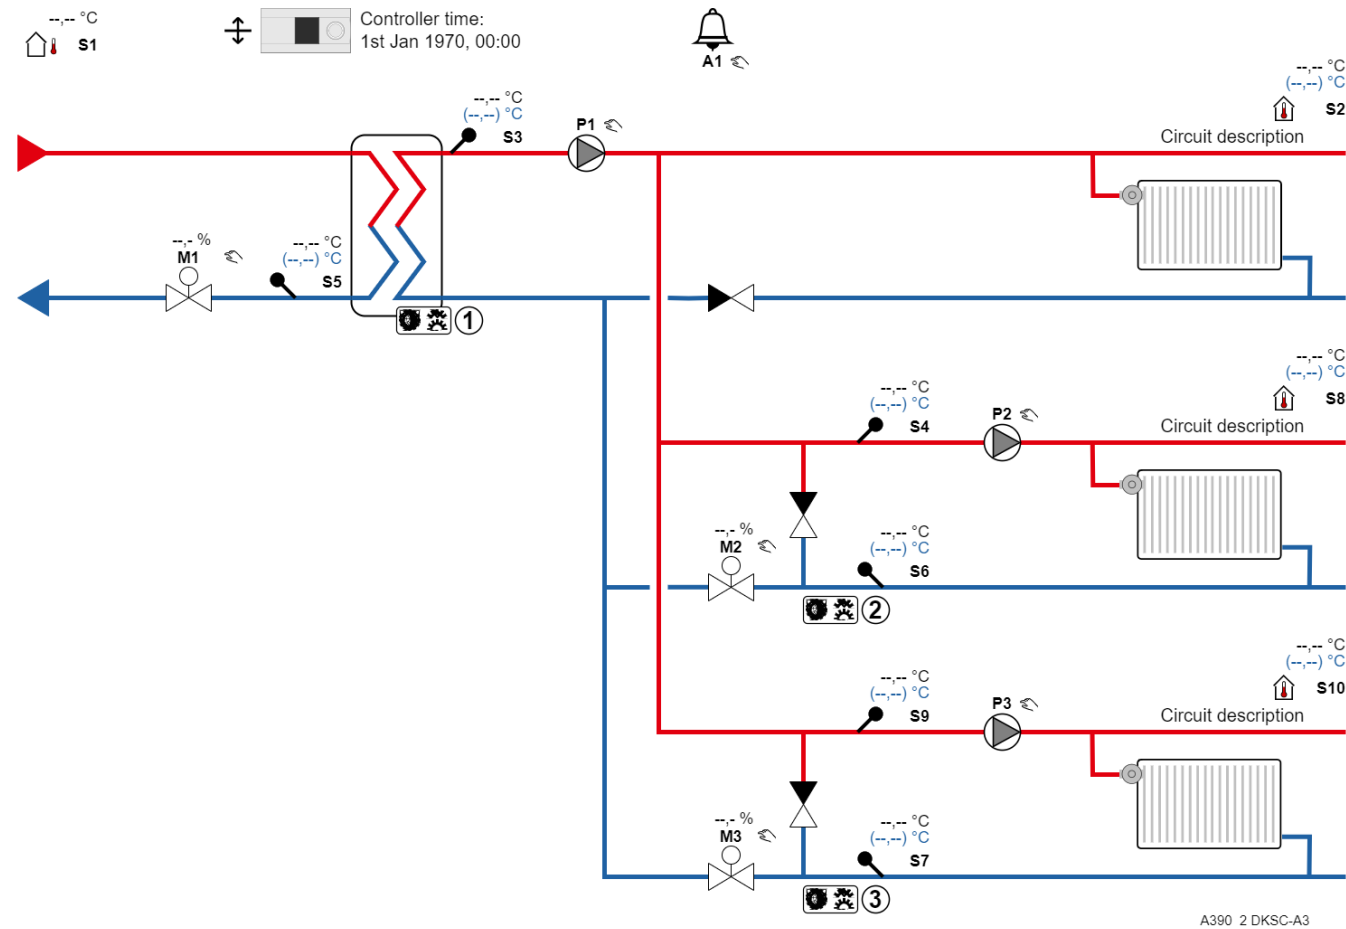 --,-- °C
S1
Controller time:
1st Jan 1970, 00:00
A1
--,-- °C
(--,--) °C
S2
Circuit description
--,-- °C
(--,--) °C
S3
P1
--,- %
M1
--,-- °C
(--,--) °C
S5
1
--,-- °C
(--,--) °C
S8
Circuit description
--,-- °C
(--,--) °C
S4
P2
--,- %
M2
--,-- °C
(--,--) °C
S6
2
--,-- °C
(--,--) °C
S10
Circuit description
--,-- °C
(--,--) °C
S9
P3
--,- %
M3
--,-- °C
(--,--) °C
S7
3
A390 2 DKSC-A3